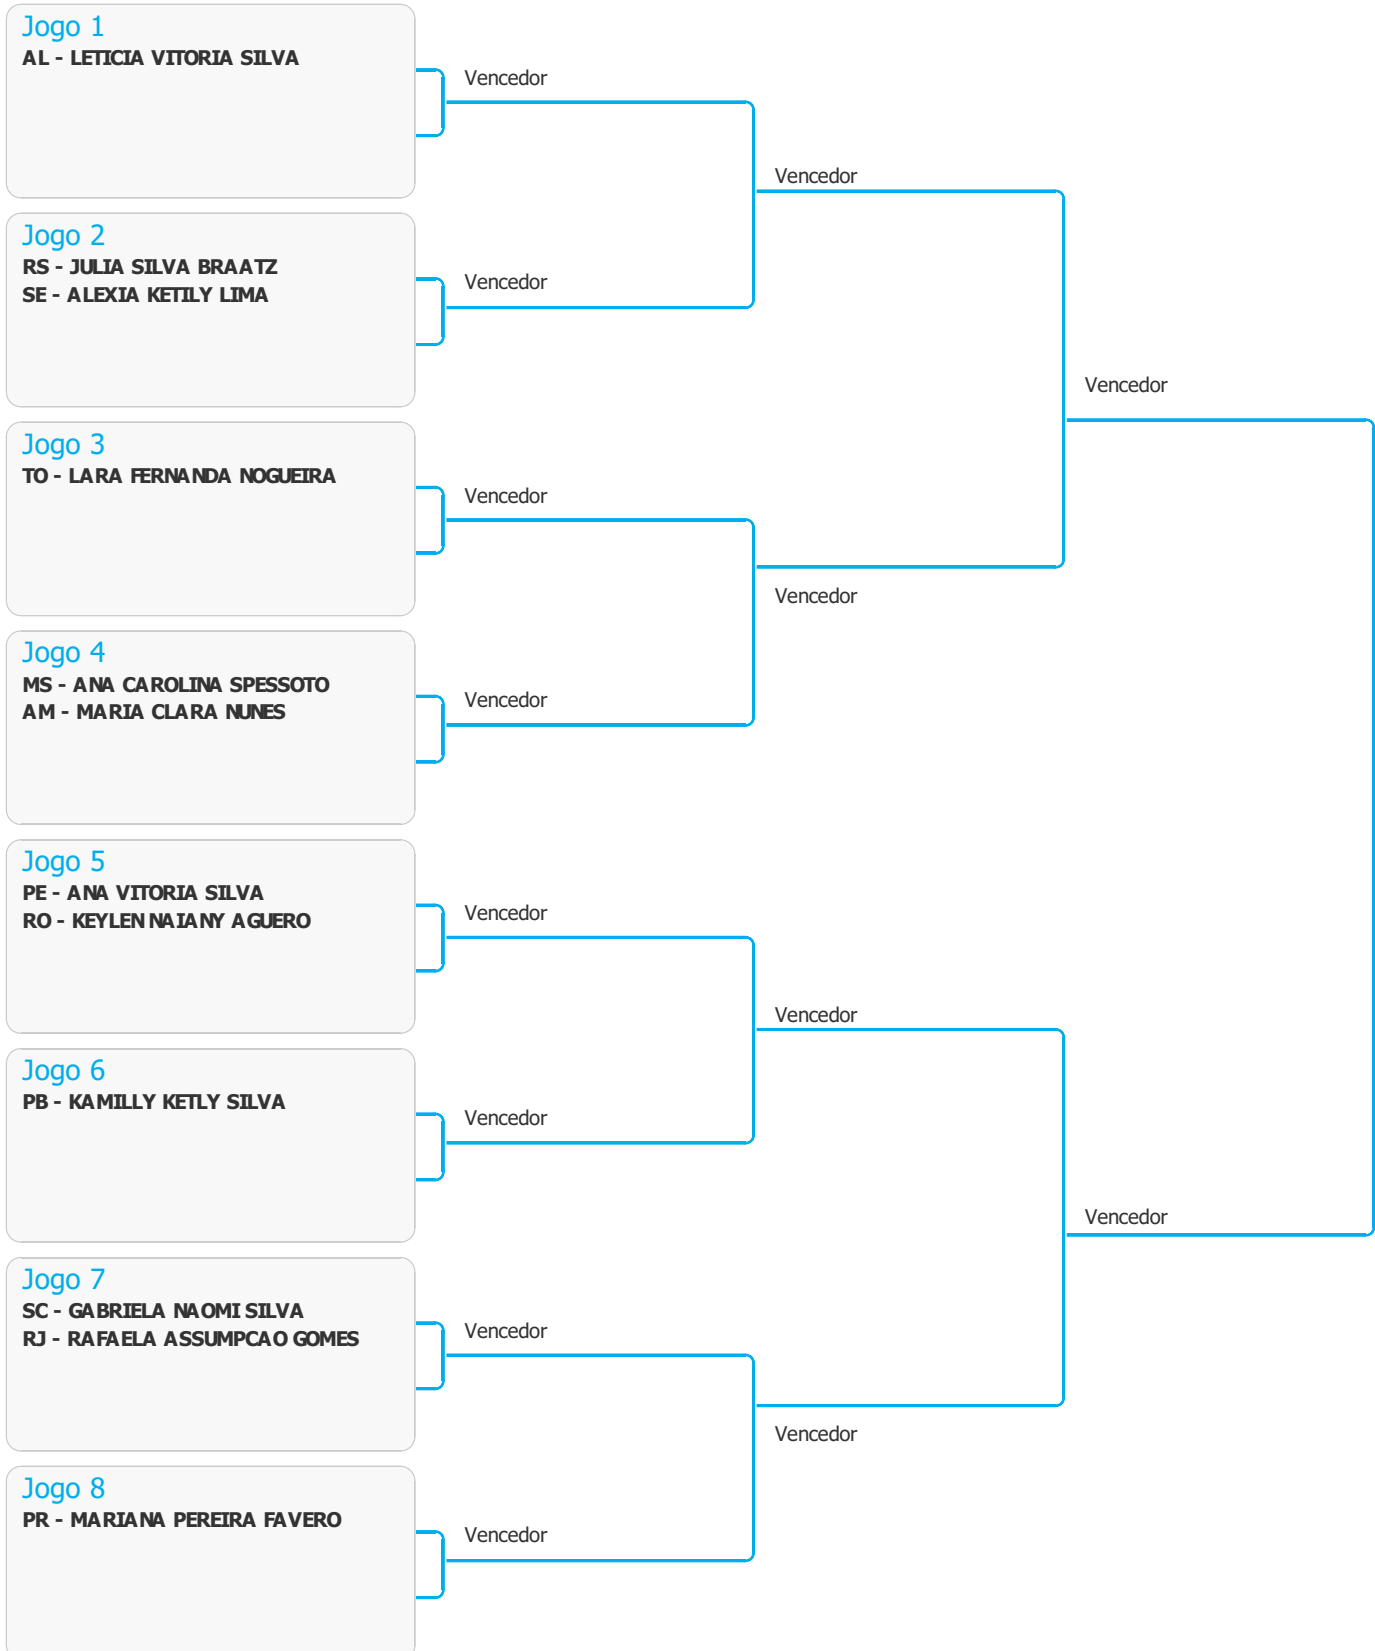 Jogo 1
AL - LETICIA VITORIA SILVA
Vencedor
Vencedor
Jogo 2
RS - JULIA SILVA BRAATZ
SE - ALEXIA KETILY LIMA
Vencedor
Vencedor
Jogo 3
TO - LARA FERNANDA NOGUEIRA
Vencedor
Vencedor
Jogo 4
MS - ANA CAROLINA SPESSOTO
AM - MARIA CLARA NUNES
Vencedor
Jogo 5
PE - ANA VITORIA SILVA
RO - KEYLEN NAIANY AGUERO
Vencedor
Vencedor
Jogo 6
PB - KAMILLY KETLY SILVA
Vencedor
Vencedor
Jogo 7
SC - GABRIELA NAOMI SILVA
RJ - RAFAELA ASSUMPCAO GOMES
Vencedor
Vencedor
Jogo 8
PR - MARIANA PEREIRA FAVERO
Vencedor